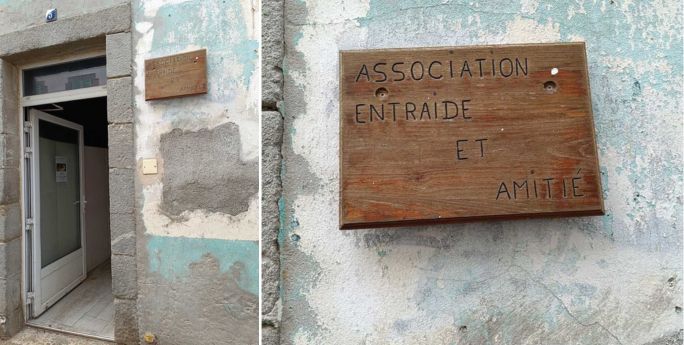 ASSOCIATION
ENTRAIDE
ET
AMITIÉ